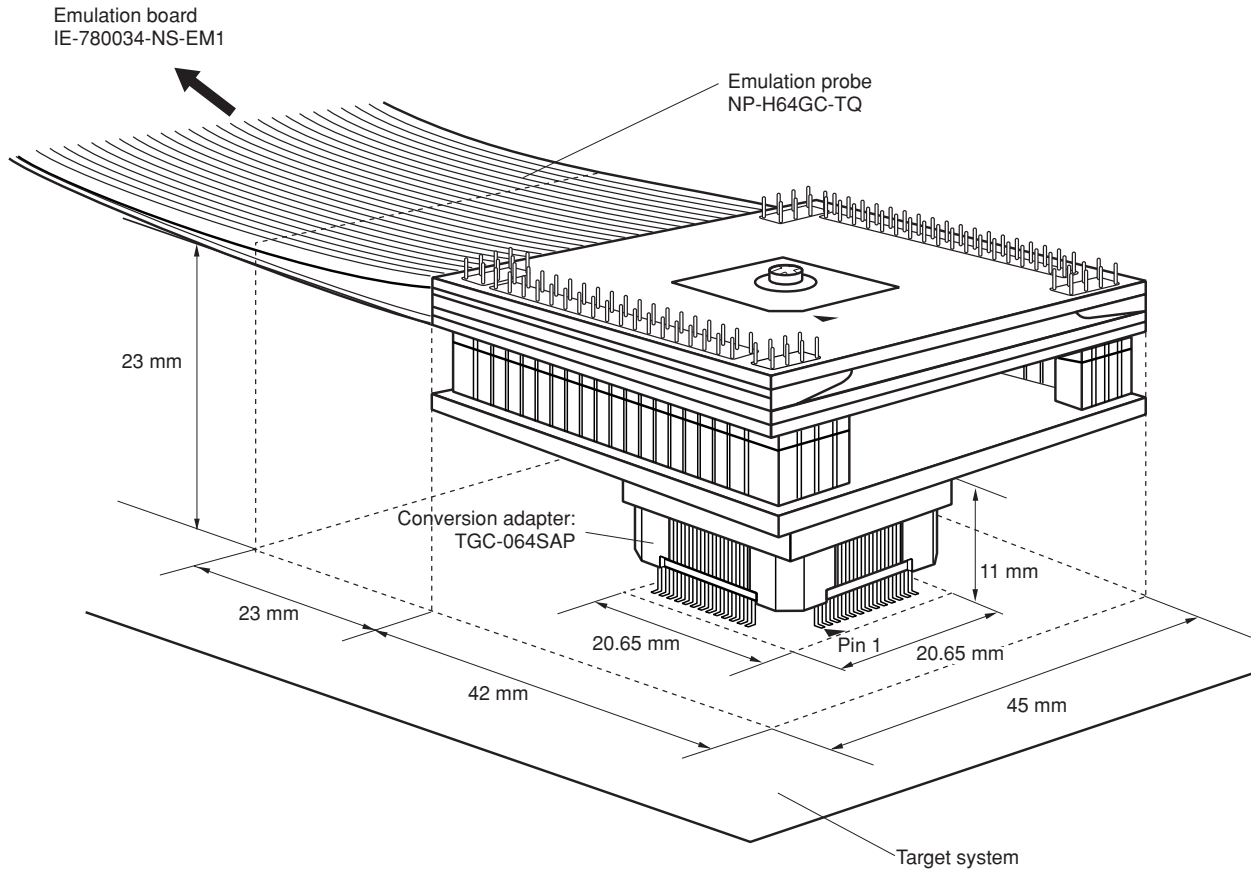 Emulation board
IE-780034-NS-EM1
Emulation probe
NP-H64GC-TQ
23 mm
Conversion adapter:
TGC-064SAP
11 mm
23 mm
20.65 mm
Pin 1
20.65 mm
42 mm
45 mm
Target system